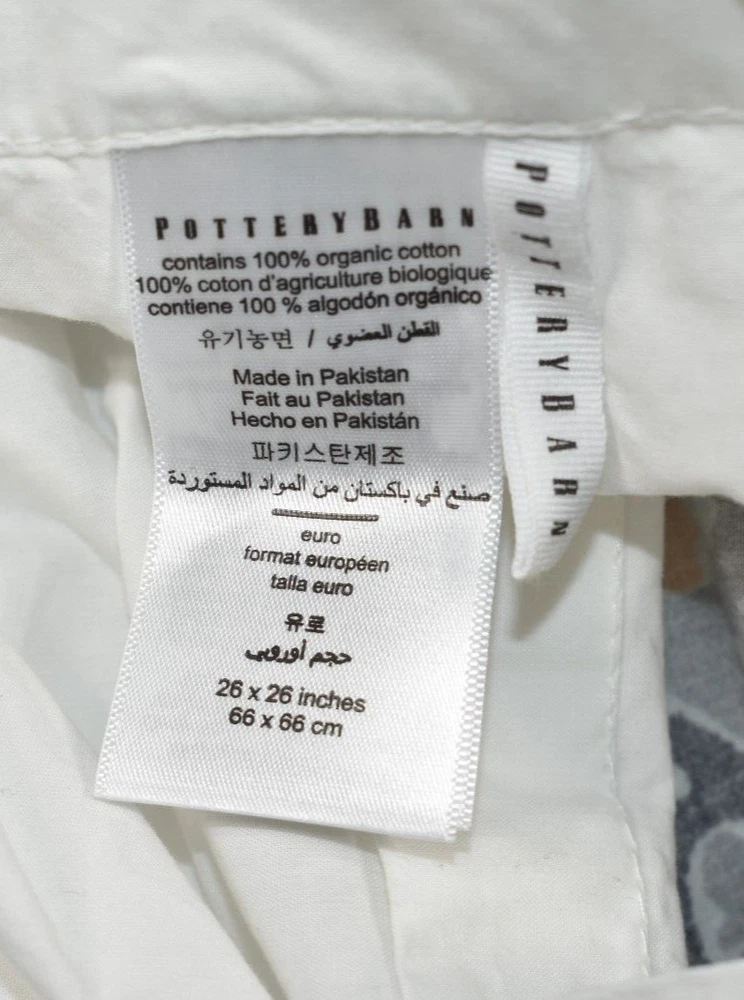 POTTERYBARN
contains 100% organic cotton
100% coton d'agriculture biologique
contiene 100 % algodón orgánico
유기농면 / القطن العضوي
Made in Pakistan
Fait au Pakistan
Hecho en Pakistán
파키스탄제조
صنع في باكستان من المواد المستوردة
euro
format européen
talla euro
유로
حجم أوروبي
26 x 26 inches
66 x 66 cm
POTTERYBARN